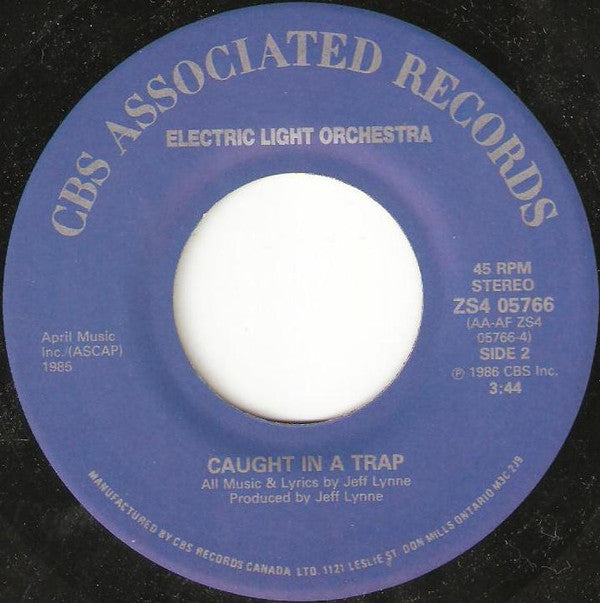 CBS ASSOCIATED RECORDS
ELECTRIC LIGHT ORCHESTRA
45 RPM
STEREO
ZS4 05766
(AA-AF ZS4
05766-4)
SIDE 2
℗ 1986 CBS Inc.
3:44
April Music
Inc./(ASCAP)
1985
CAUGHT IN A TRAP
All Music & Lyrics by Jeff Lynne
Produced by Jeff Lynne
MANUFACTURED BY CBS RECORDS CANADA LTD. 1121 LESLIE ST. DON MILLS ONTARIO M3C 2J9